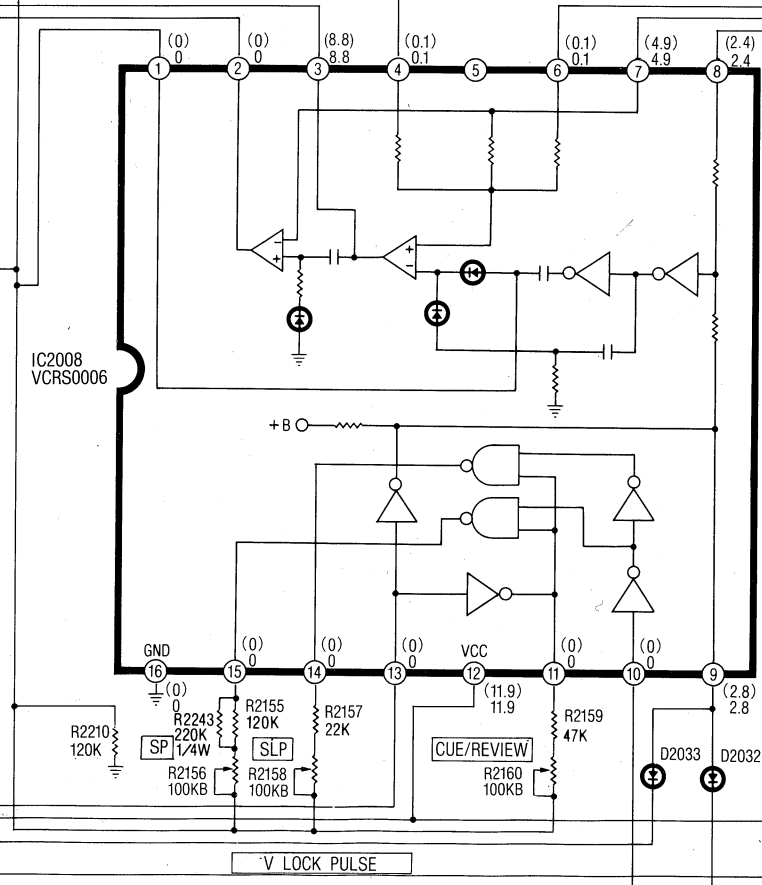 (0) (0) (8.8) (0.1) (0.1) (4.9) (2.4)
0 0 8.8 0.1 0.1 4.9 2.4
1 2 3 4 5 6 7 8
- +
+ -
IC2008
VCRS0006
+B
GND (0) (0) (0) VCC (0) (0)
0 0 0 0 0
16 15 14 13 12 11 10 9
(0) (11.9) (2.8)
0 11.9 2.8
R2210
120K
R2243
220K
1/4W
R2155
120K
SP
R2156
100KB
R2157
22K
SLP
R2158
100KB
R2159
47K
CUE/REVIEW
R2160
100KB
D2033
D2032
V LOCK PULSE